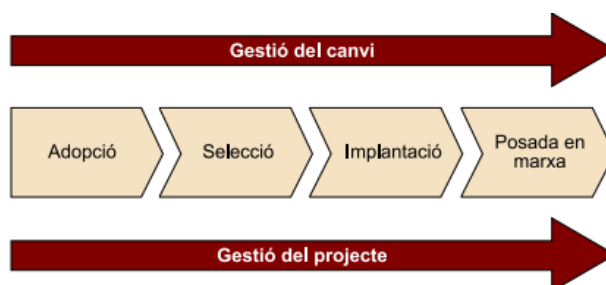 Gestió del canvi
Adopció
Selecció
Implantació
Posada en
marxa
Gestió del projecte